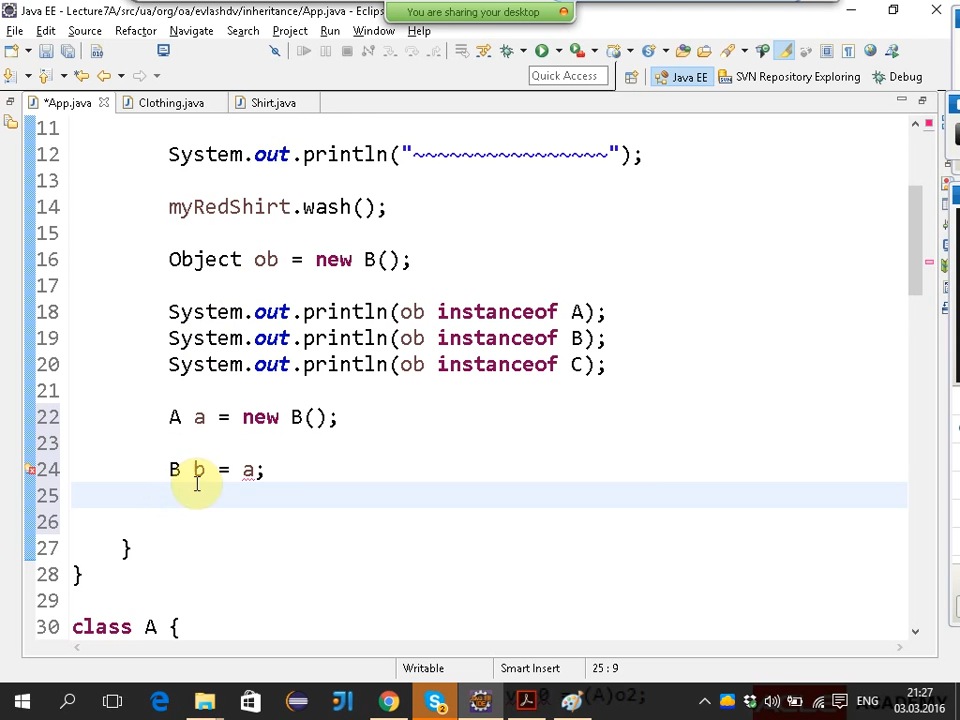 Java EE - Lecture7A/src/ua/org/oa/evlashdv/inheritance/App.java - Eclips
You are sharing your desktop
File Edit Source Refactor Navigate Search Project Run Window Help
Quick Access
Java EE SVN Repository Exploring Debug
*App.java Clothing.java Shirt.java
11
12 System.out.println("~~~~~~~~~~~~~~~~");
13
14 myRedShirt.wash();
15
16 Object ob = new B();
17
18 System.out.println(ob instanceof A);
19 System.out.println(ob instanceof B);
20 System.out.println(ob instanceof C);
21
22 A a = new B();
23
24 B b = a;
25
26
27 }
28 }
29
30 class A {
Writable Smart Insert 25 : 9
(A)o2;
ENG
21:27
03.03.2016